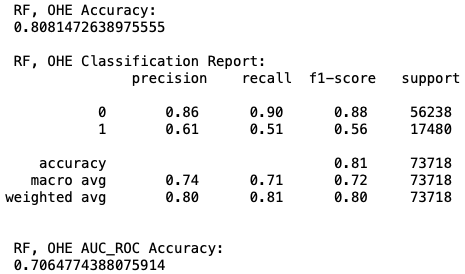 RF, OHE Accuracy:
0.8081472638975555
RF, OHE Classification Report:
precision recall f1-score support
0 0.86 0.90 0.88 56238
1 0.61 0.51 0.56 17480
accuracy 0.81 73718
macro avg 0.74 0.71 0.72 73718
weighted avg 0.80 0.81 0.80 73718
RF, OHE AUC_ROC Accuracy:
0.7064774388075914